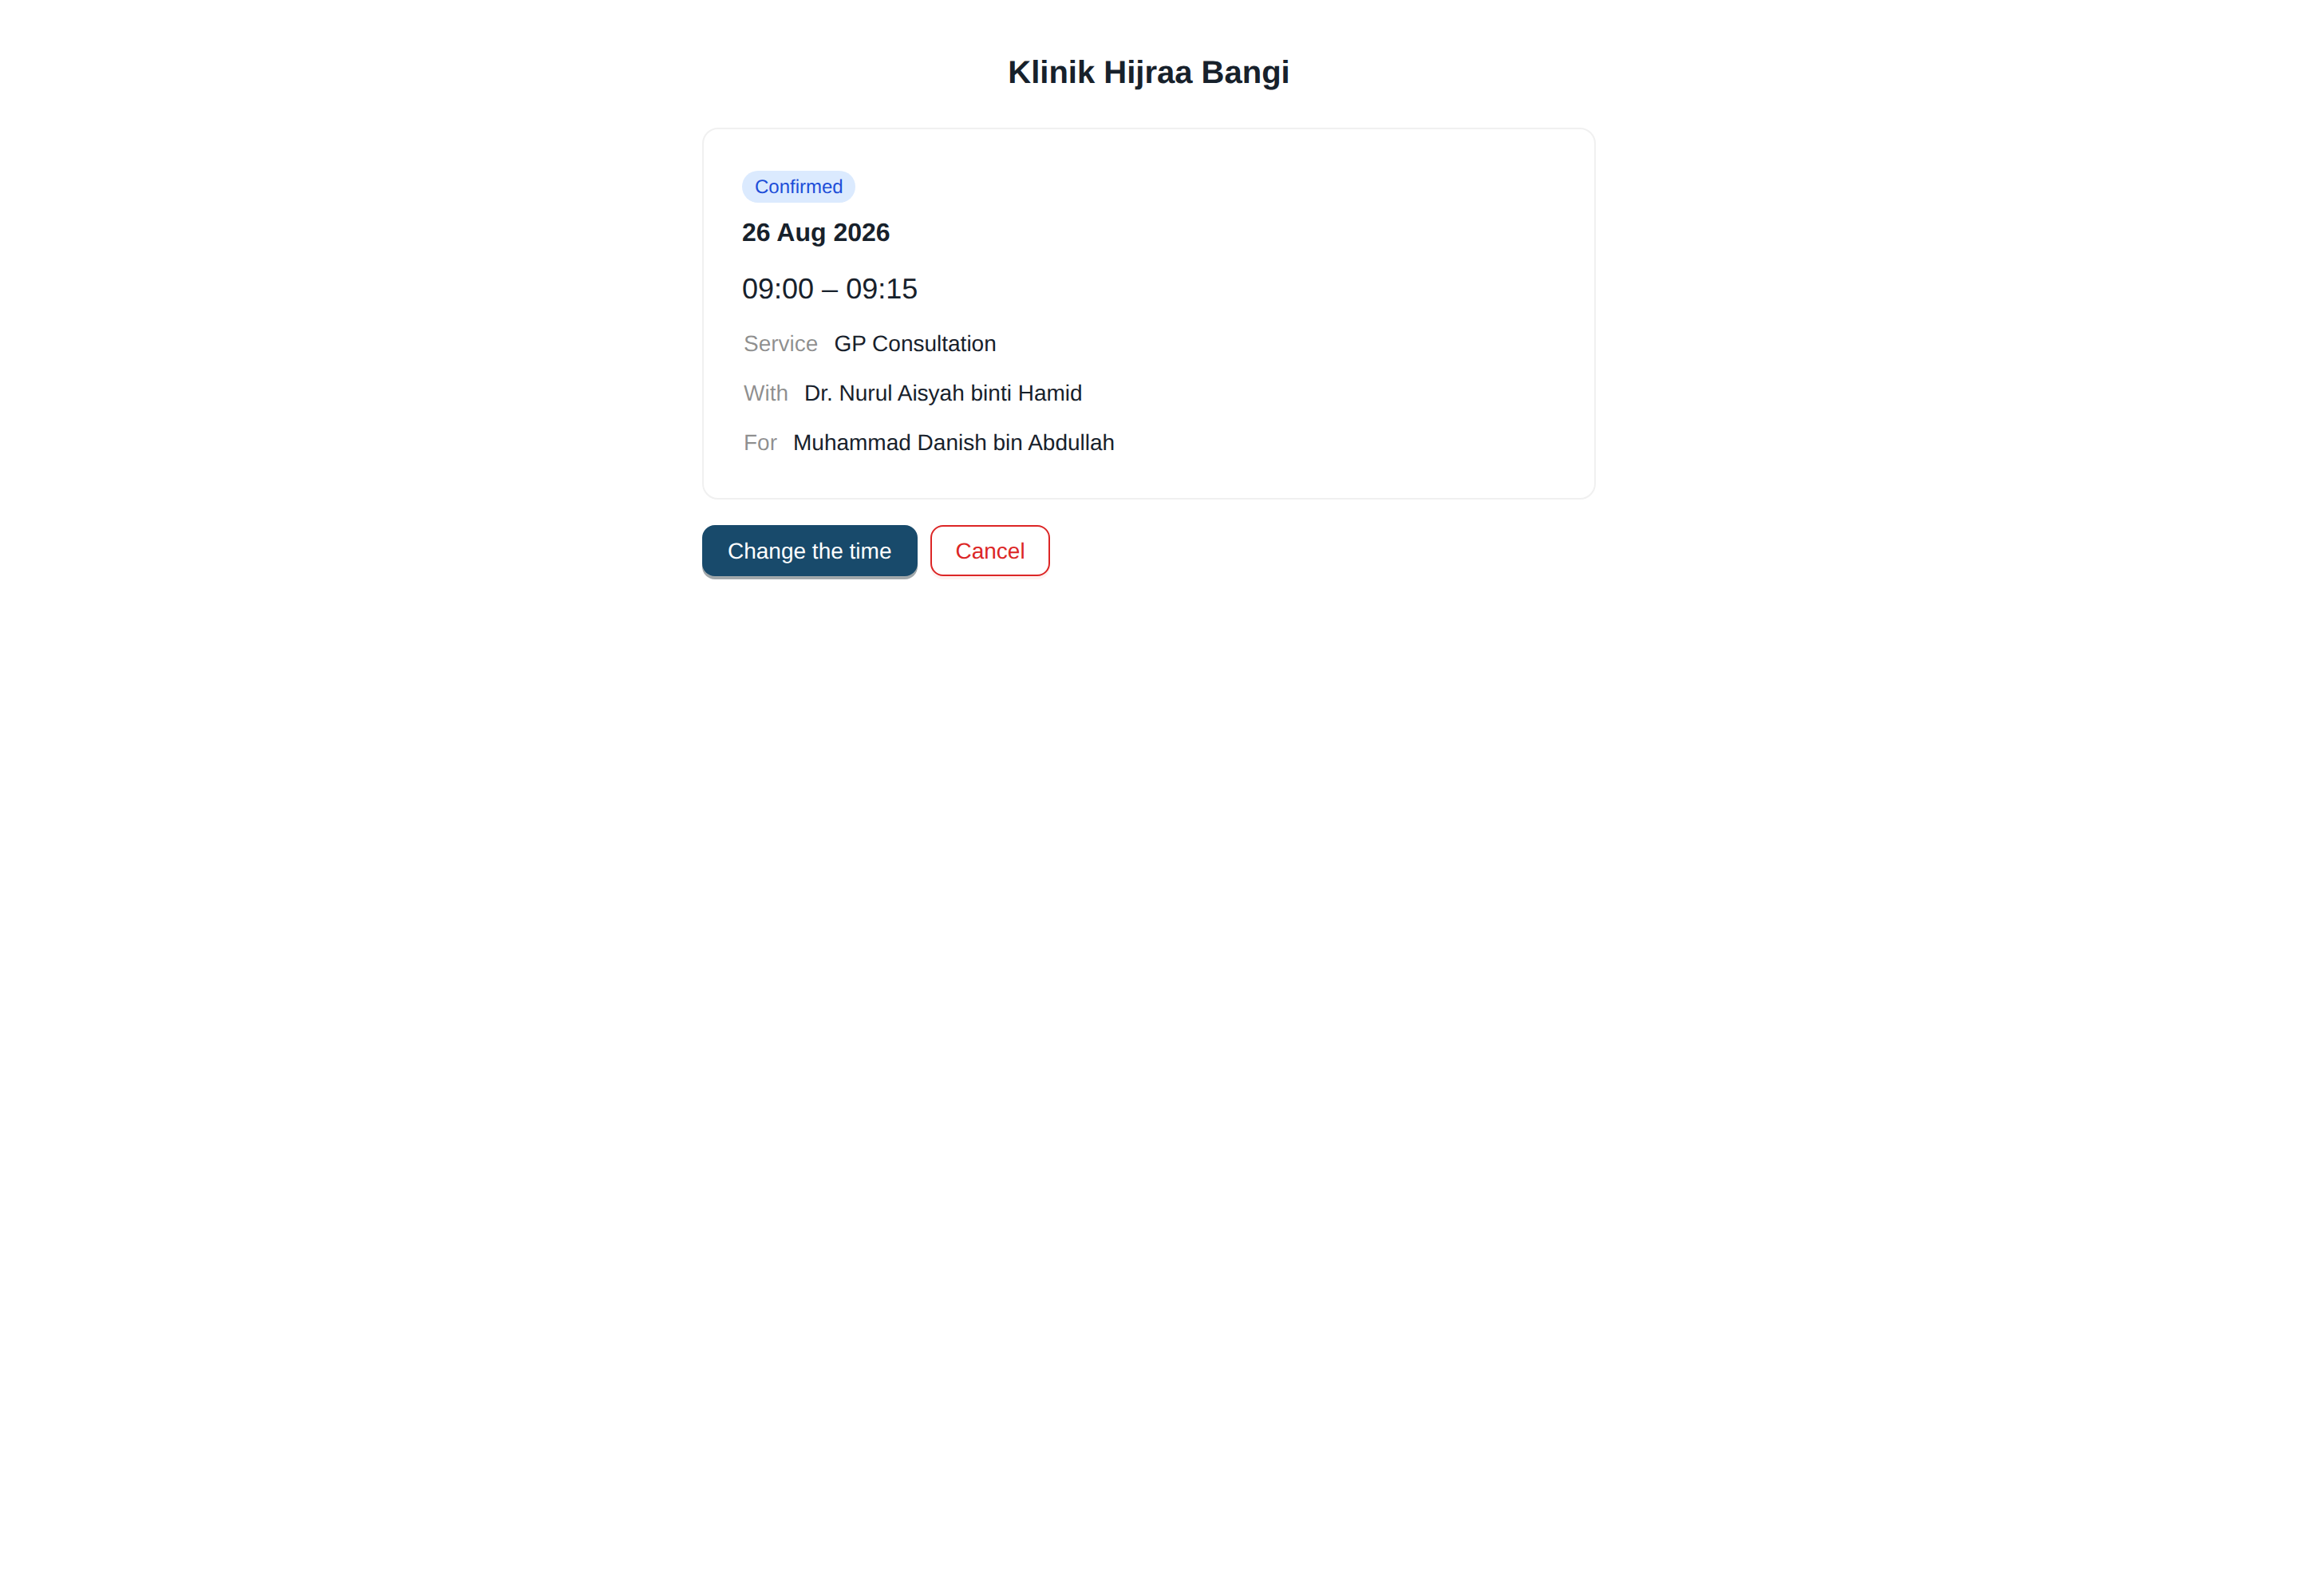 Klinik Hijraa Bangi
Confirmed
26 Aug 2026
09:00 – 09:15
Service GP Consultation
With Dr. Nurul Aisyah binti Hamid
For Muhammad Danish bin Abdullah
Change the time Cancel